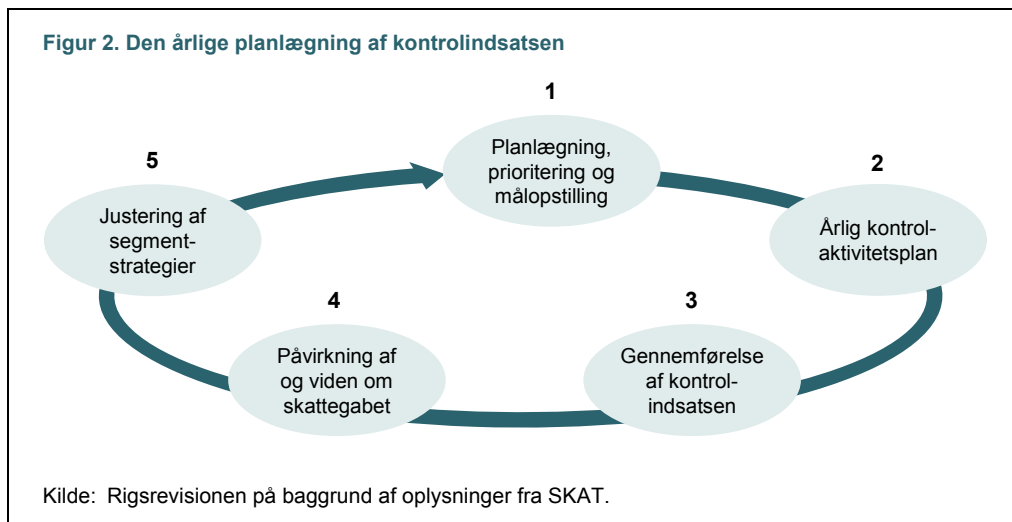 Figur 2. Den årlige planlægning af kontrolindsatsen
1
Planlægning,
prioritering og
målopstilling
2
Årlig kontrol-
aktivitetsplan
3
Gennemførelse
af kontrol-
indsatsen
4
Påvirkning af
og viden om
skattegabet
5
Justering af
segment-
strategier
Kilde: Rigsrevisionen på baggrund af oplysninger fra SKAT.